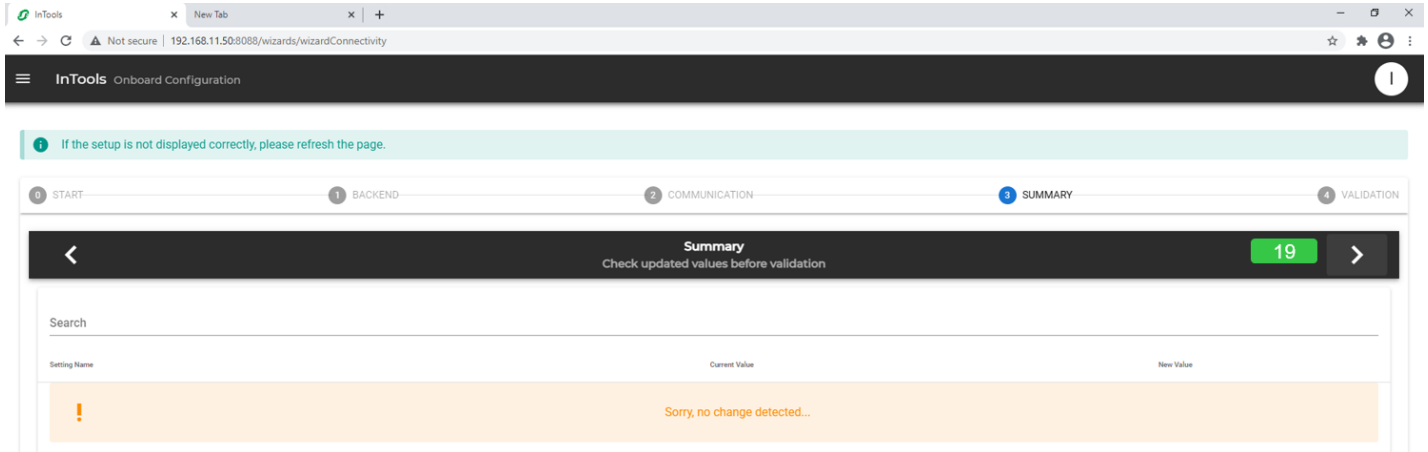 InTools
New Tab
Not secure 192.168.11.50:8088/wizards/wizardConnectivity
InTools Onboard Configuration
I
If the setup is not displayed correctly, please refresh the page.
0 START 1 BACKEND 2 COMMUNICATION 3 SUMMARY 4 VALIDATION
Summary
19
Check updated values before validation
Search
Setting Name Current Value New Value
Sorry, no change detected...